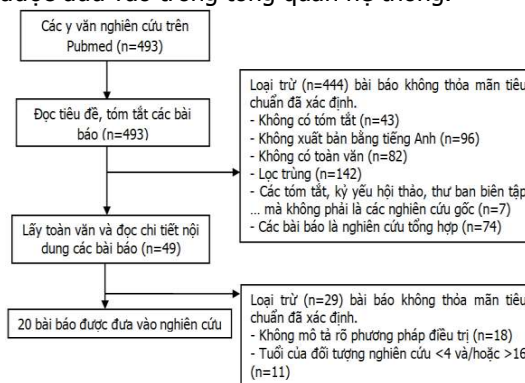 được đưa vào trong tổng quan hệ thống.
Các y văn nghiên cứu trên
Pubmed (n=493)
Đọc tiêu đề, tóm tắt các bài
báo (n=493)
Loại trừ (n=444) bài báo không thỏa mãn tiêu
chuẩn đã xác định.
- Không có tóm tắt (n=43)
- Không xuất bản bằng tiếng Anh (n=96)
- Không có toàn văn (n=82)
- Lọc trùng (n=142)
- Các tóm tắt, kỷ yếu hội thảo, thư ban biên tập
... mà không phải là các nghiên cứu gốc (n=7)
- Các bài báo là nghiên cứu tổng hợp (n=74)
Lấy toàn văn và đọc chi tiết nội
dung các bài báo (n=49)
Loại trừ (n=29) bài báo không thỏa mãn tiêu
chuẩn đã xác định.
- Không mô tả rõ phương pháp điều trị (n=18)
- Tuổi của đối tượng nghiên cứu <4 và/hoặc >16
(n=11)
20 bài báo được đưa vào nghiên cứu